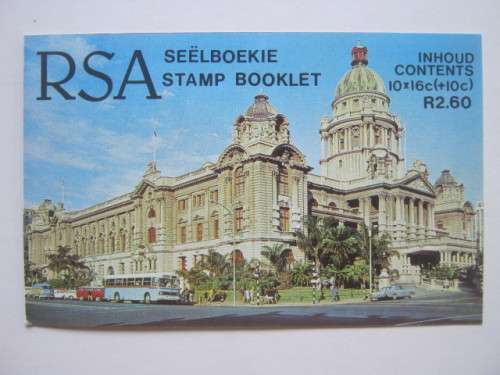 RSA
SEËLBOEKIE
STAMP BOOKLET
INHOUD
CONTENTS
10×16c(+10c)
R2.60